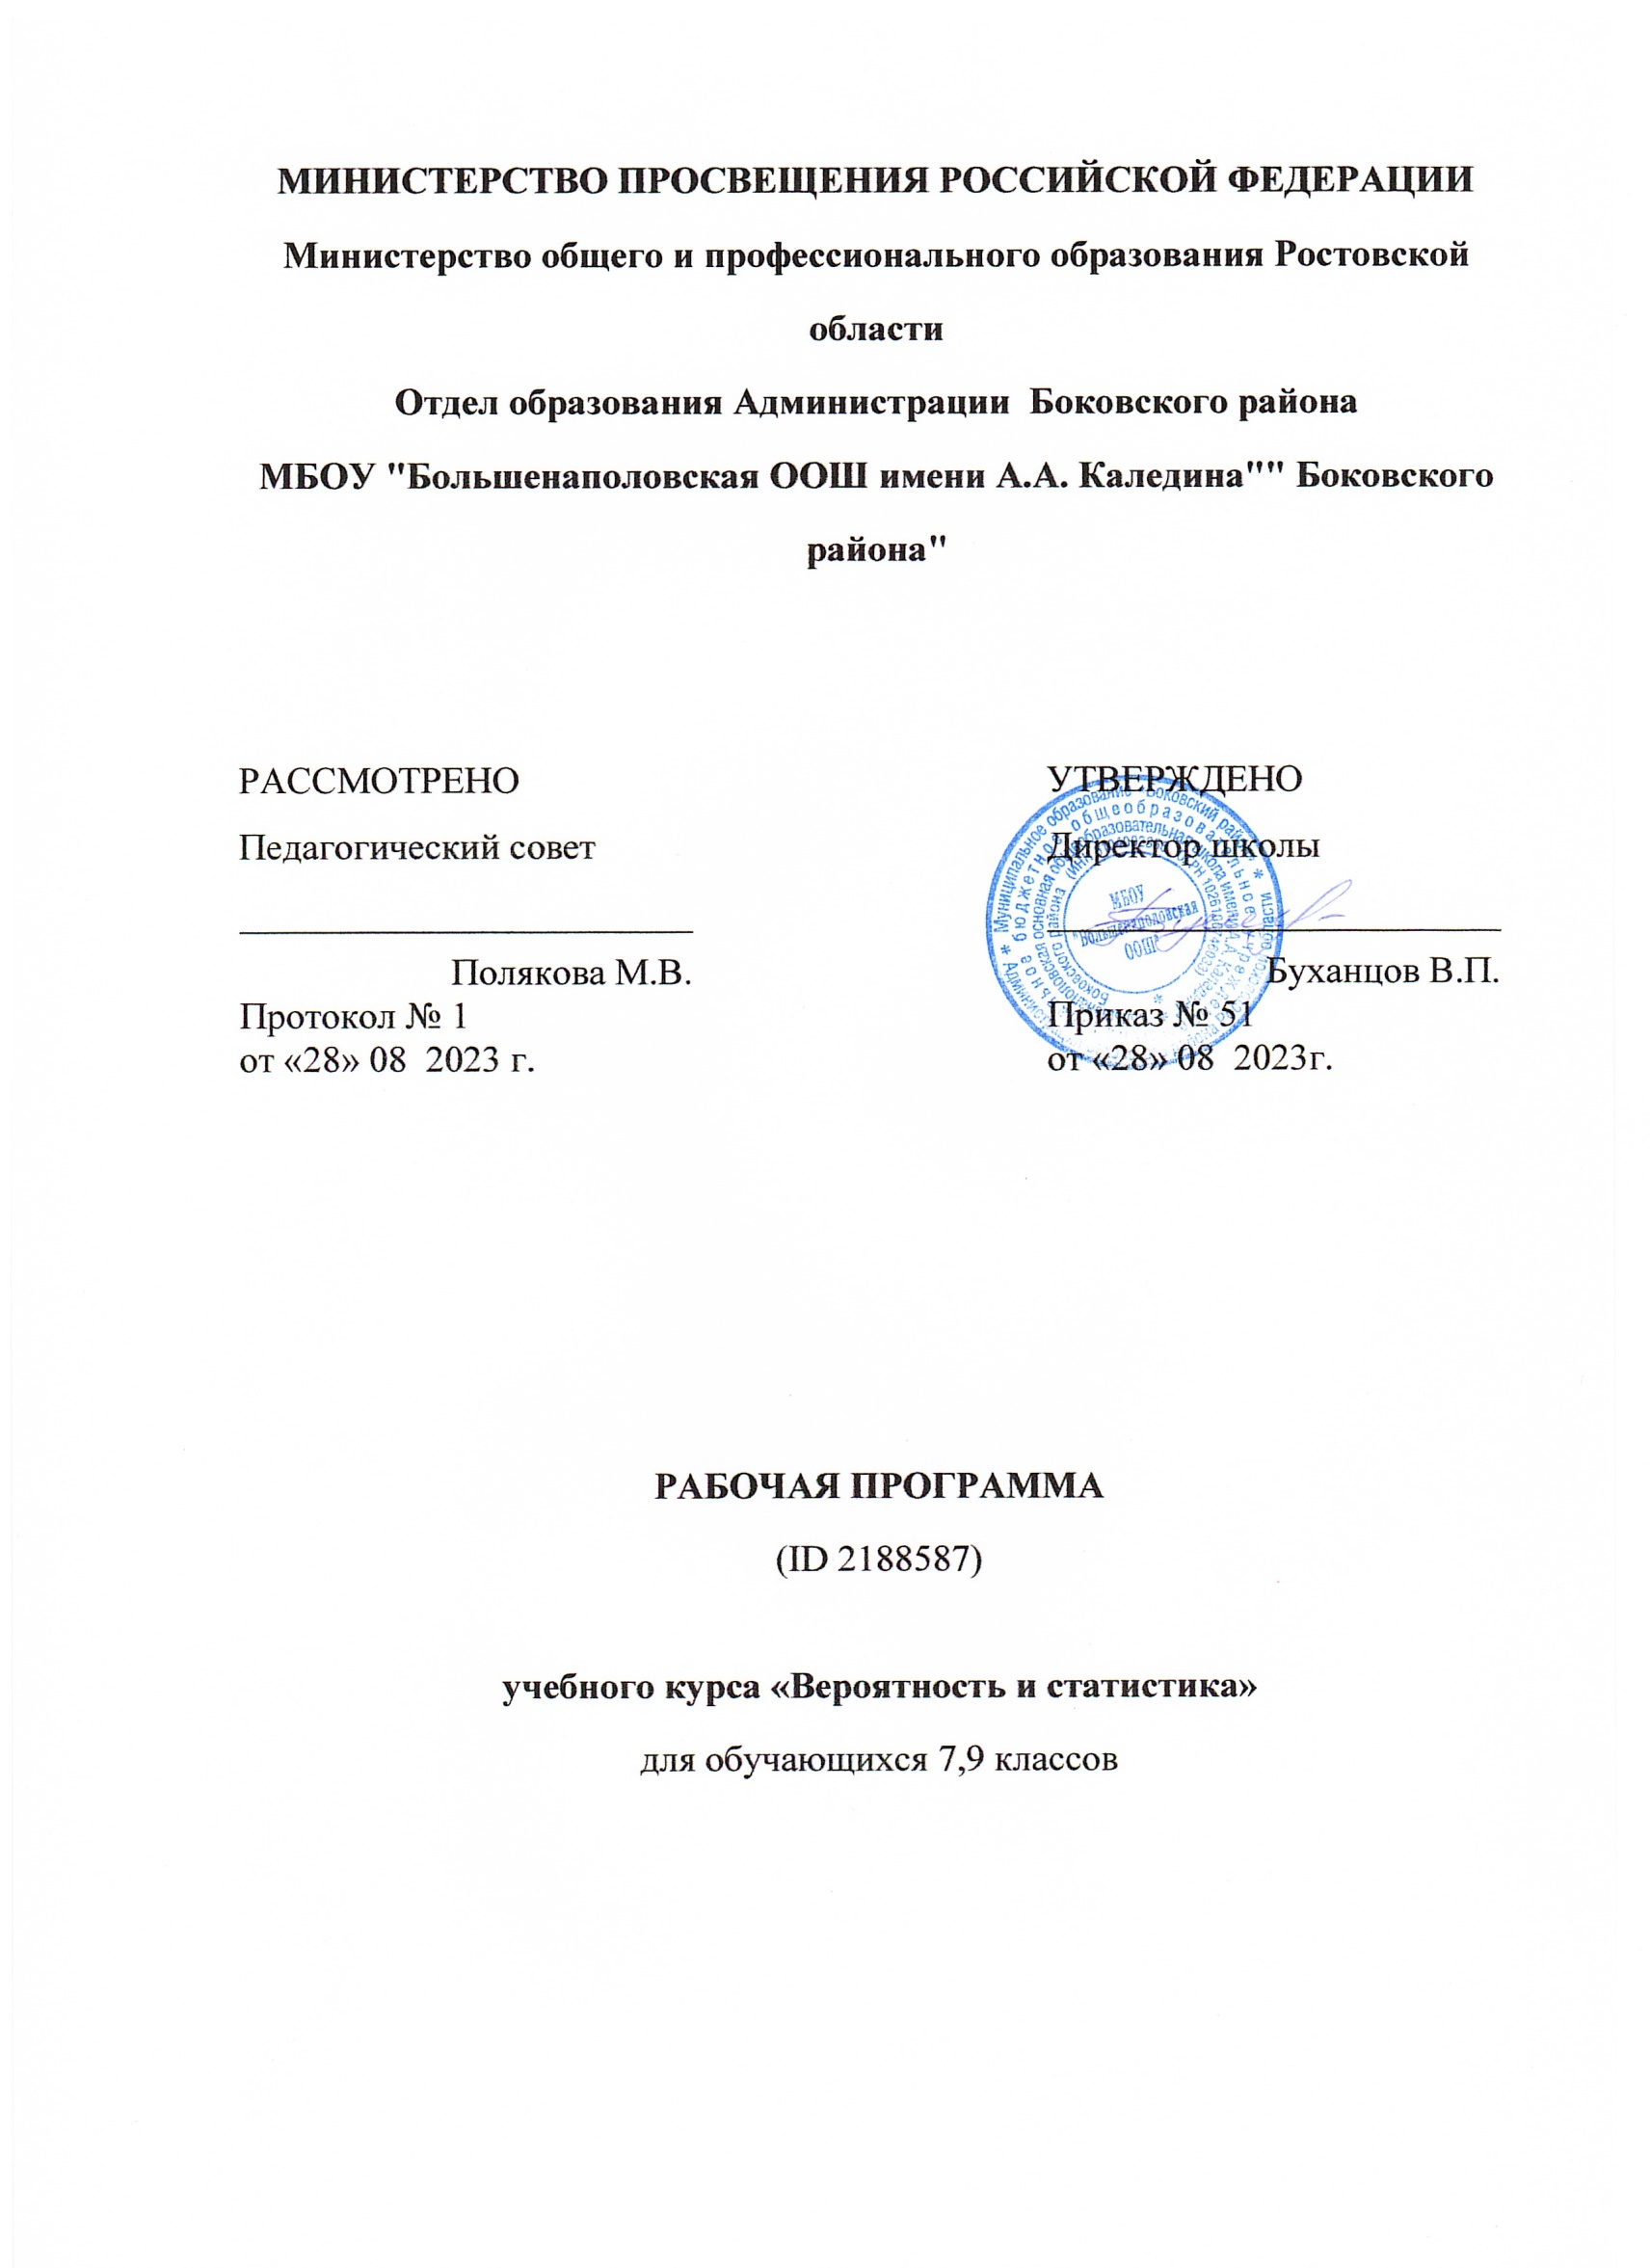 МИНИСТЕРСТВО ПРОСВЕЩЕНИЯ РОССИЙСКОЙ ФЕДЕРАЦИИ
Министерство общего и профессионального образования Ростовской
области
Отдел образования Администрации Боковского района
МБОУ "Большенаполовская ООШ имени А.А. Каледина"" Боковского
района"
РАССМОТРЕНО
Педагогический совет
Полякова М.В.
Протокол № 1
от «28» 08 2023 г.
УТВЕРЖДЕНО
Директор школы
Буханцов В.П.
Приказ № 51
от «28» 08 2023г.
МБОУ
"Большенаполовская
ООШ"
РАБОЧАЯ ПРОГРАММА
(ID 2188587)
учебного курса «Вероятность и статистика»
для обучающихся 7,9 классов